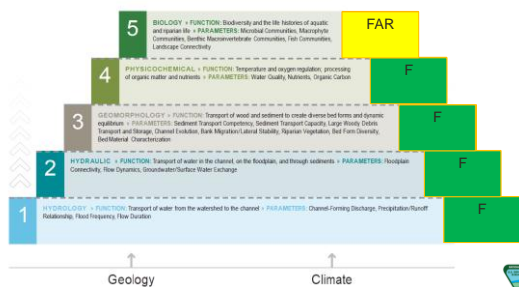 5
BIOLOGY » FUNCTION: Biodiversity and the life histories of aquatic
and riparian life » PARAMETERS: Microbial Communities, Macrophyte
Communities, Benthic Macroinvertebrate Communities, Fish Communities,
Landscape Connectivity
FAR
4
PHYSICOCHEMICAL » FUNCTION: Temperature and oxygen regulation; processing
of organic matter and nutrients » PARAMETERS: Water Quality, Nutrients, Organic Carbon
F
3
GEOMORPHOLOGY » FUNCTION: Transport of wood and sediment to create diverse bed forms and dynamic
equilibrium » PARAMETERS: Sediment Transport Competency, Sediment Transport Capacity, Large Woody Debris
Transport and Storage, Channel Evolution, Bank Migration/Lateral Stability, Riparian Vegetation, Bed Form Diversity,
Bed Material Characterization
F
2
HYDRAULIC » FUNCTION: Transport of water in the channel, on the floodplain, and through sediments » PARAMETERS: Floodplain
Connectivity, Flow Dynamics, Groundwater/Surface Water Exchange
F
1
HYDROLOGY » FUNCTION: Transport of water from the watershed to the channel » PARAMETERS: Channel-Forming Discharge, Precipitation/Runoff
Relationship, Flood Frequency, Flow Duration
F
Geology
Climate